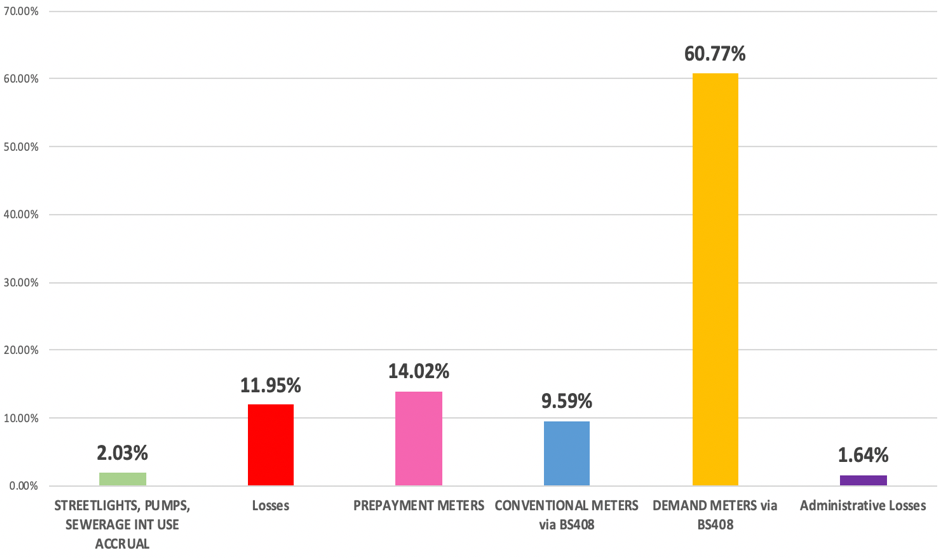 70.00%
60.00%
50.00%
40.00%
30.00%
20.00%
10.00%
0.00%
2.03%
11.95%
14.02%
9.59%
60.77%
1.64%
STREETLIGHTS, PUMPS,
SEWERAGE INT USE
ACCRUAL
Losses
PREPAYMENT METERS
CONVENTIONAL METERS
via BS408
DEMAND METERS via
BS408
Administrative Losses